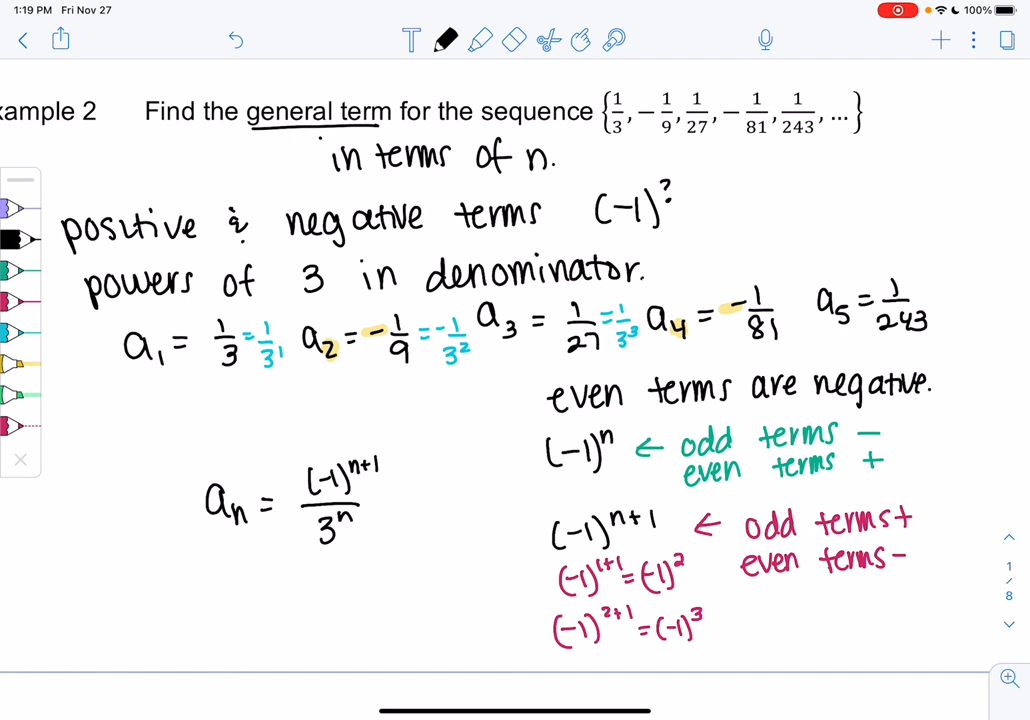 1:19 PM Fri Nov 27
100%
xample 2 Find the general term for the sequence {1/3, −1/9, 1/27, −1/81, 1/243, ...}
in terms of n.
positive & negative terms (-1)^?
powers of 3 in denominator.
a₁ = 1/3 = 1/3¹ a₂ = -1/9 = -1/3² a₃ = 1/27 = 1/3³ a₄ = -1/81 a₅ = 1/243
even terms are negative.
(-1)ⁿ ← odd terms −
even terms +
aₙ = (-1)ⁿ⁺¹/3ⁿ
(-1)ⁿ⁺¹ ← odd terms +
even terms −
(-1)¹⁺¹ = (-1)²
(-1)²⁺¹ = (-1)³
1
/
8